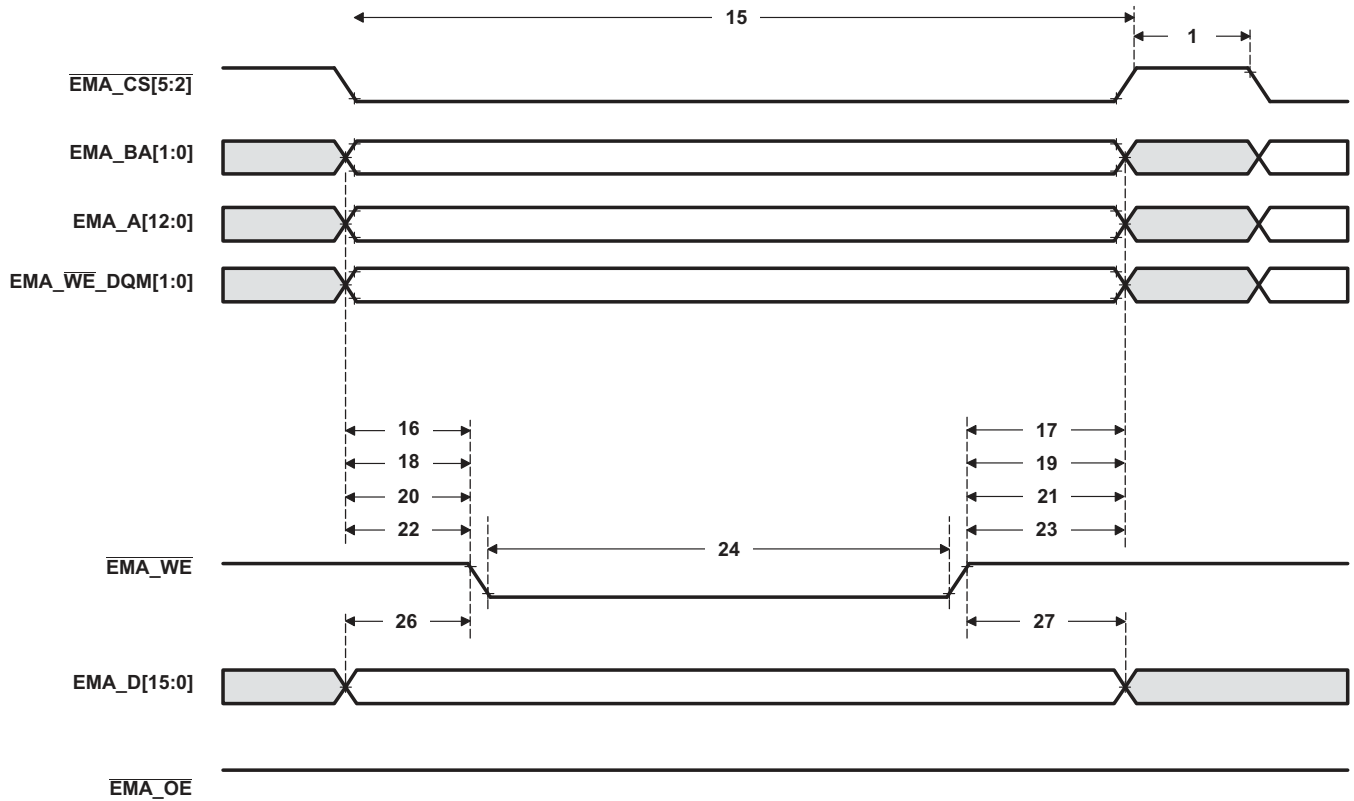 15
1
EMA_CS[5:2]
EMA_BA[1:0]
EMA_A[12:0]
EMA_WE_DQM[1:0]
16 17
18 19
20 21
22 23
24
EMA_WE
26 27
EMA_D[15:0]
EMA_OE